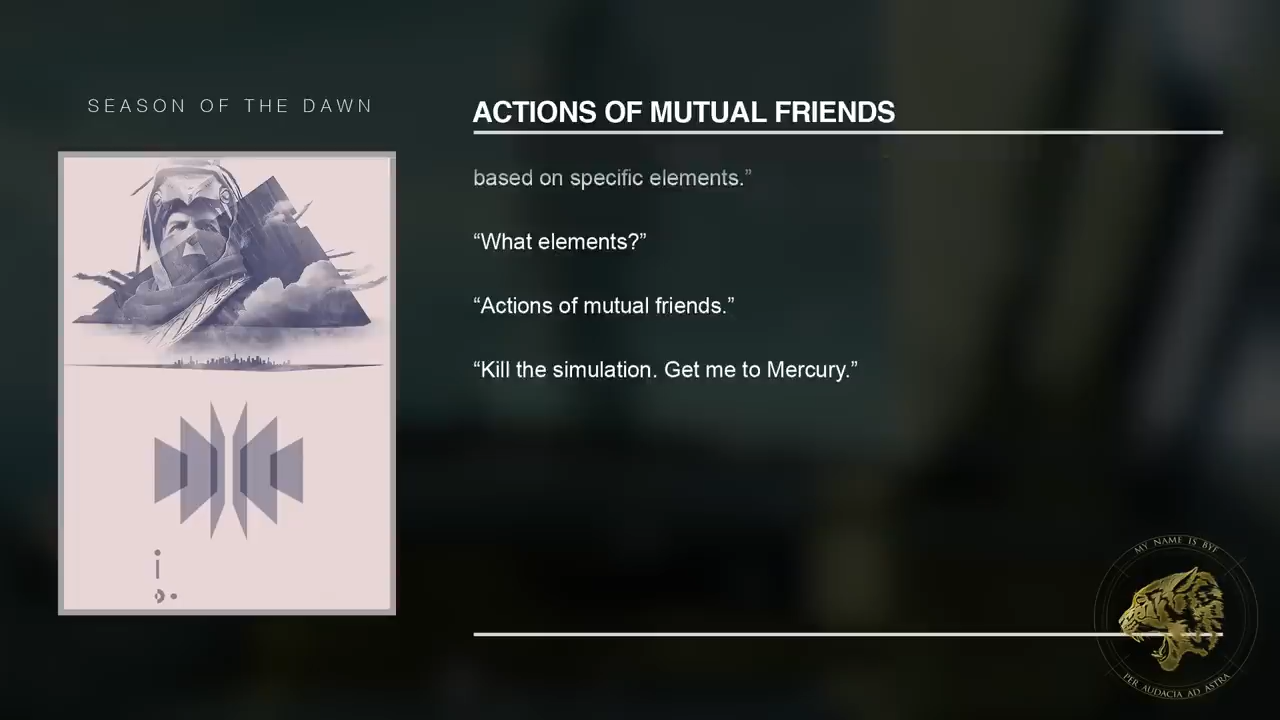 SEASON OF THE DAWN
ACTIONS OF MUTUAL FRIENDS
based on specific elements.”
“What elements?”
“Actions of mutual friends.”
“Kill the simulation. Get me to Mercury.”
MY NAME IS BYF
PER AUDACIA AD ASTRA